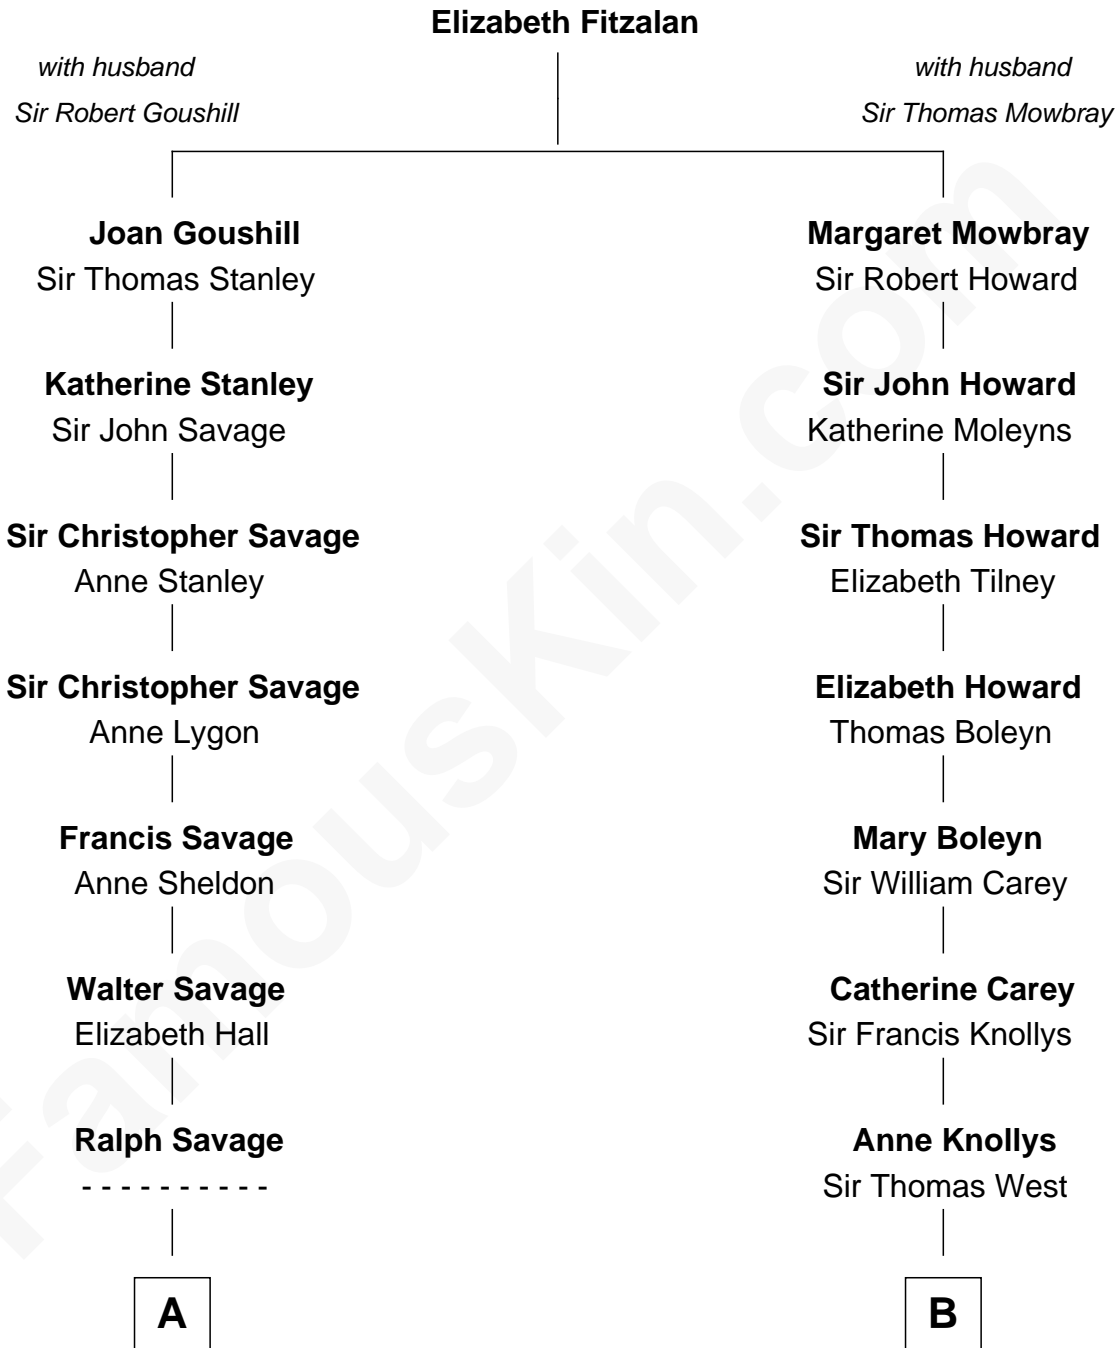 Elizabeth Fitzalan
with husband
Sir Robert Goushill
with husband
Sir Thomas Mowbray
Joan Goushill
Sir Thomas Stanley
Margaret Mowbray
Sir Robert Howard
Katherine Stanley
Sir John Savage
Sir John Howard
Katherine Moleyns
Sir Christopher Savage
Anne Stanley
Sir Thomas Howard
Elizabeth Tilney
Sir Christopher Savage
Anne Lygon
Elizabeth Howard
Thomas Boleyn
Francis Savage
Anne Sheldon
Mary Boleyn
Sir William Carey
Walter Savage
Elizabeth Hall
Catherine Carey
Sir Francis Knollys
Ralph Savage
- - - - - - - - - -
Anne Knollys
Sir Thomas West
A
B
FamousKin.com